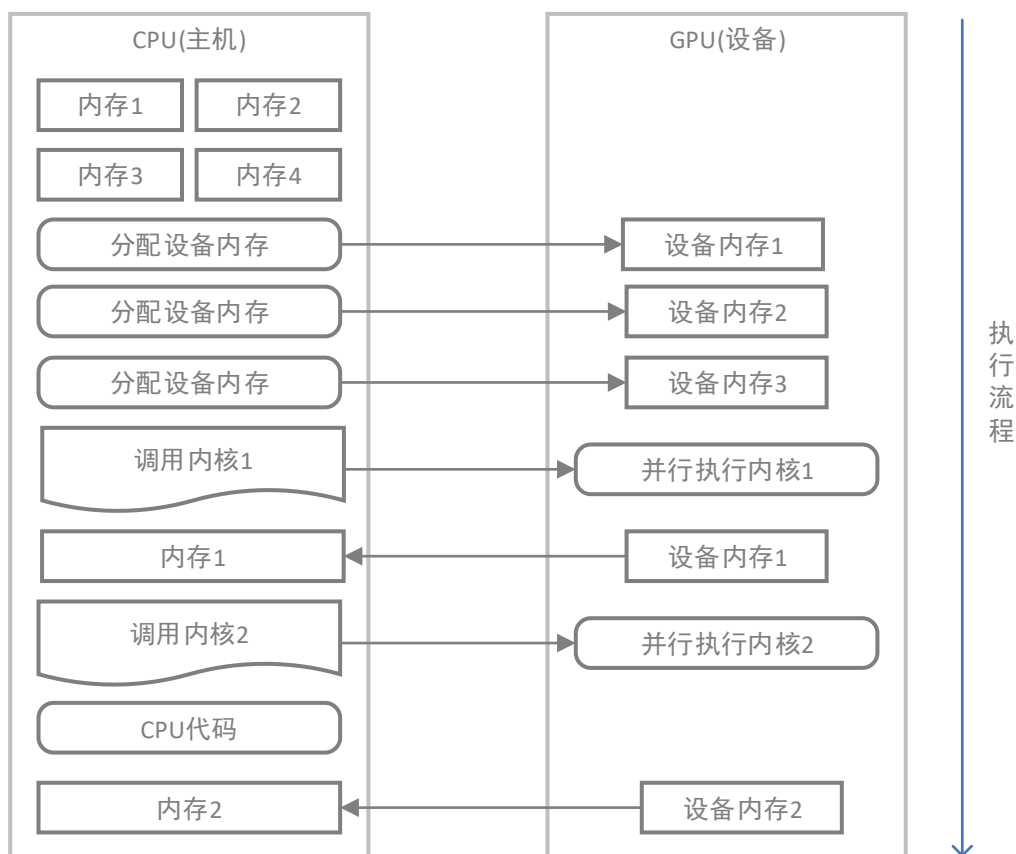 CPU(主机)
GPU(设备)
内存1
内存2
内存3
内存4
分配设备内存
设备内存1
分配设备内存
设备内存2
分配设备内存
设备内存3
调用内核1
并行执行内核1
内存1
设备内存1
调用内核2
并行执行内核2
CPU代码
内存2
设备内存2
执行流程